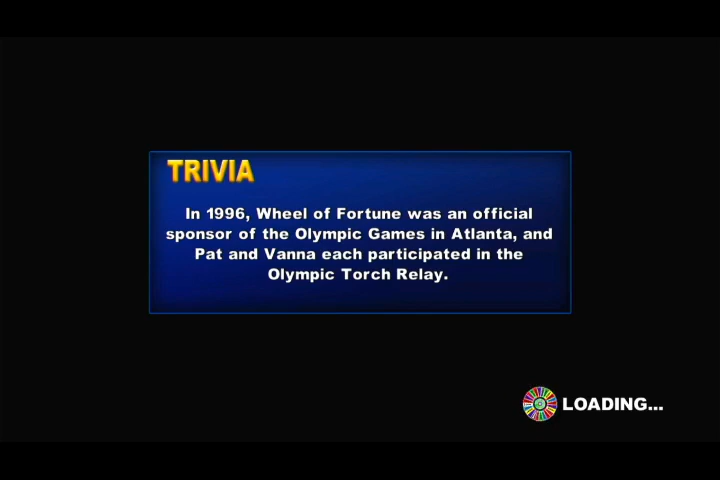 TRIVIA
In 1996, Wheel of Fortune was an official
sponsor of the Olympic Games in Atlanta, and
Pat and Vanna each participated in the
Olympic Torch Relay.
LOADING...